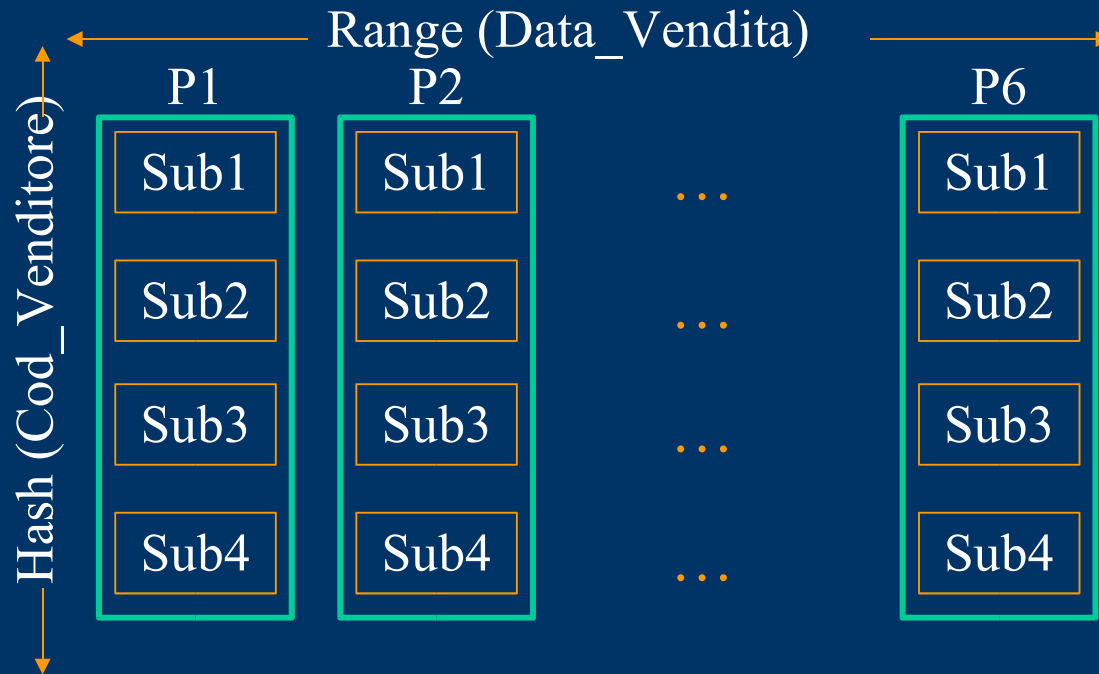 Range (Data_Vendita)
Hash (Cod_Venditore)
P1 P2 P6
Sub1 Sub1 ... Sub1
Sub2 Sub2 ... Sub2
Sub3 Sub3 ... Sub3
Sub4 Sub4 ... Sub4